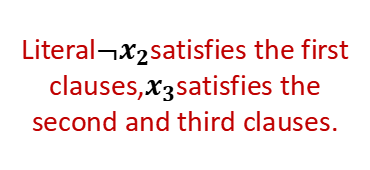 Literal¬x₂satisfies the first
clauses,x₃satisfies the
second and third clauses.